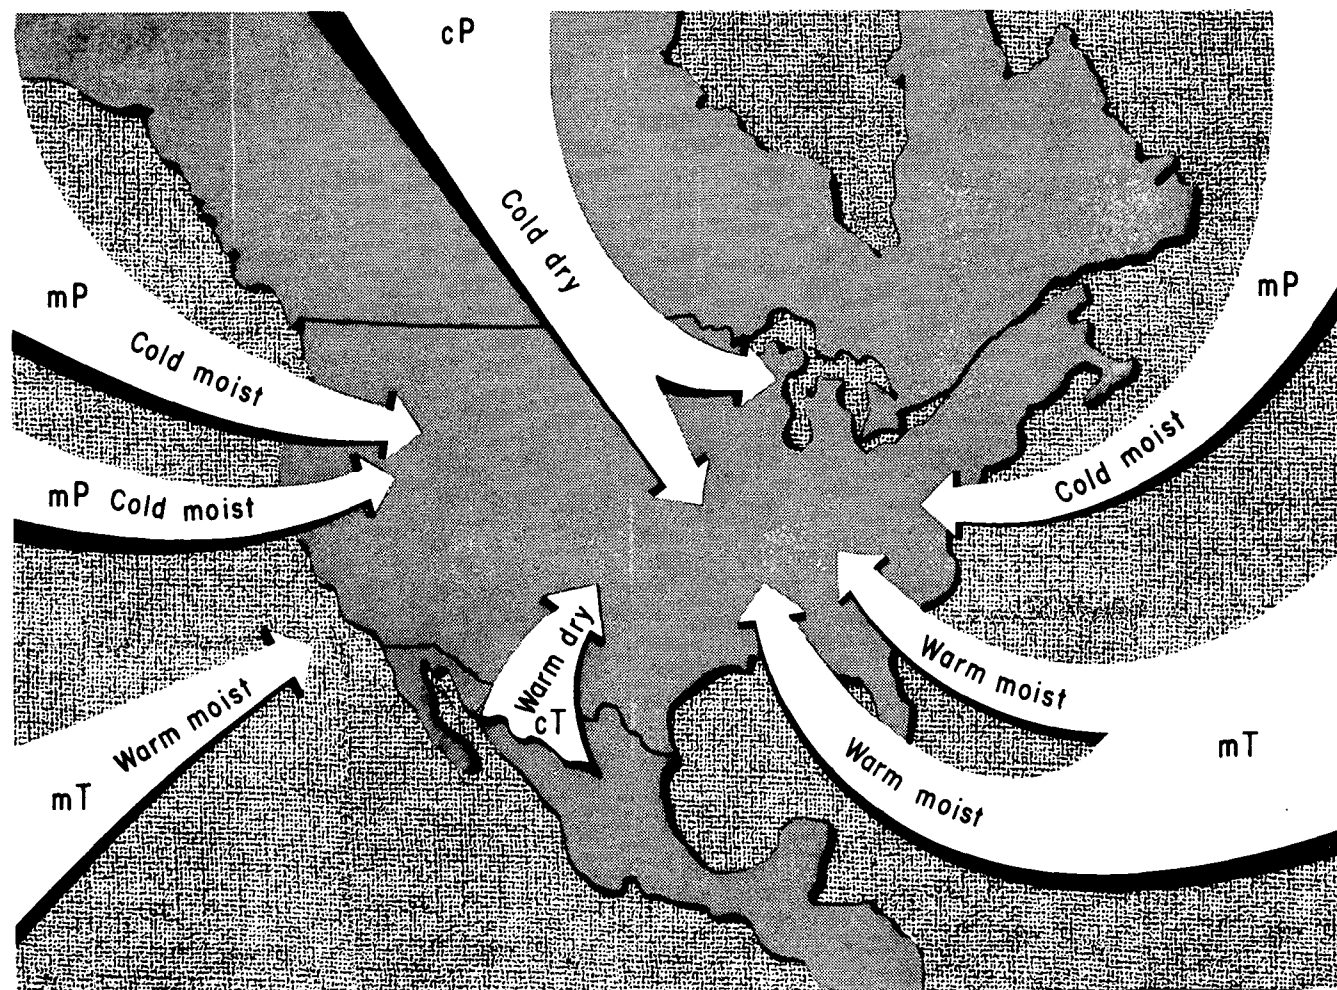 cP
Cold dry
mP
Cold moist
mP
Cold moist
mP Cold moist
Warm dry
cT
Warm moist
mT
Warm moist
mT
Warm moist